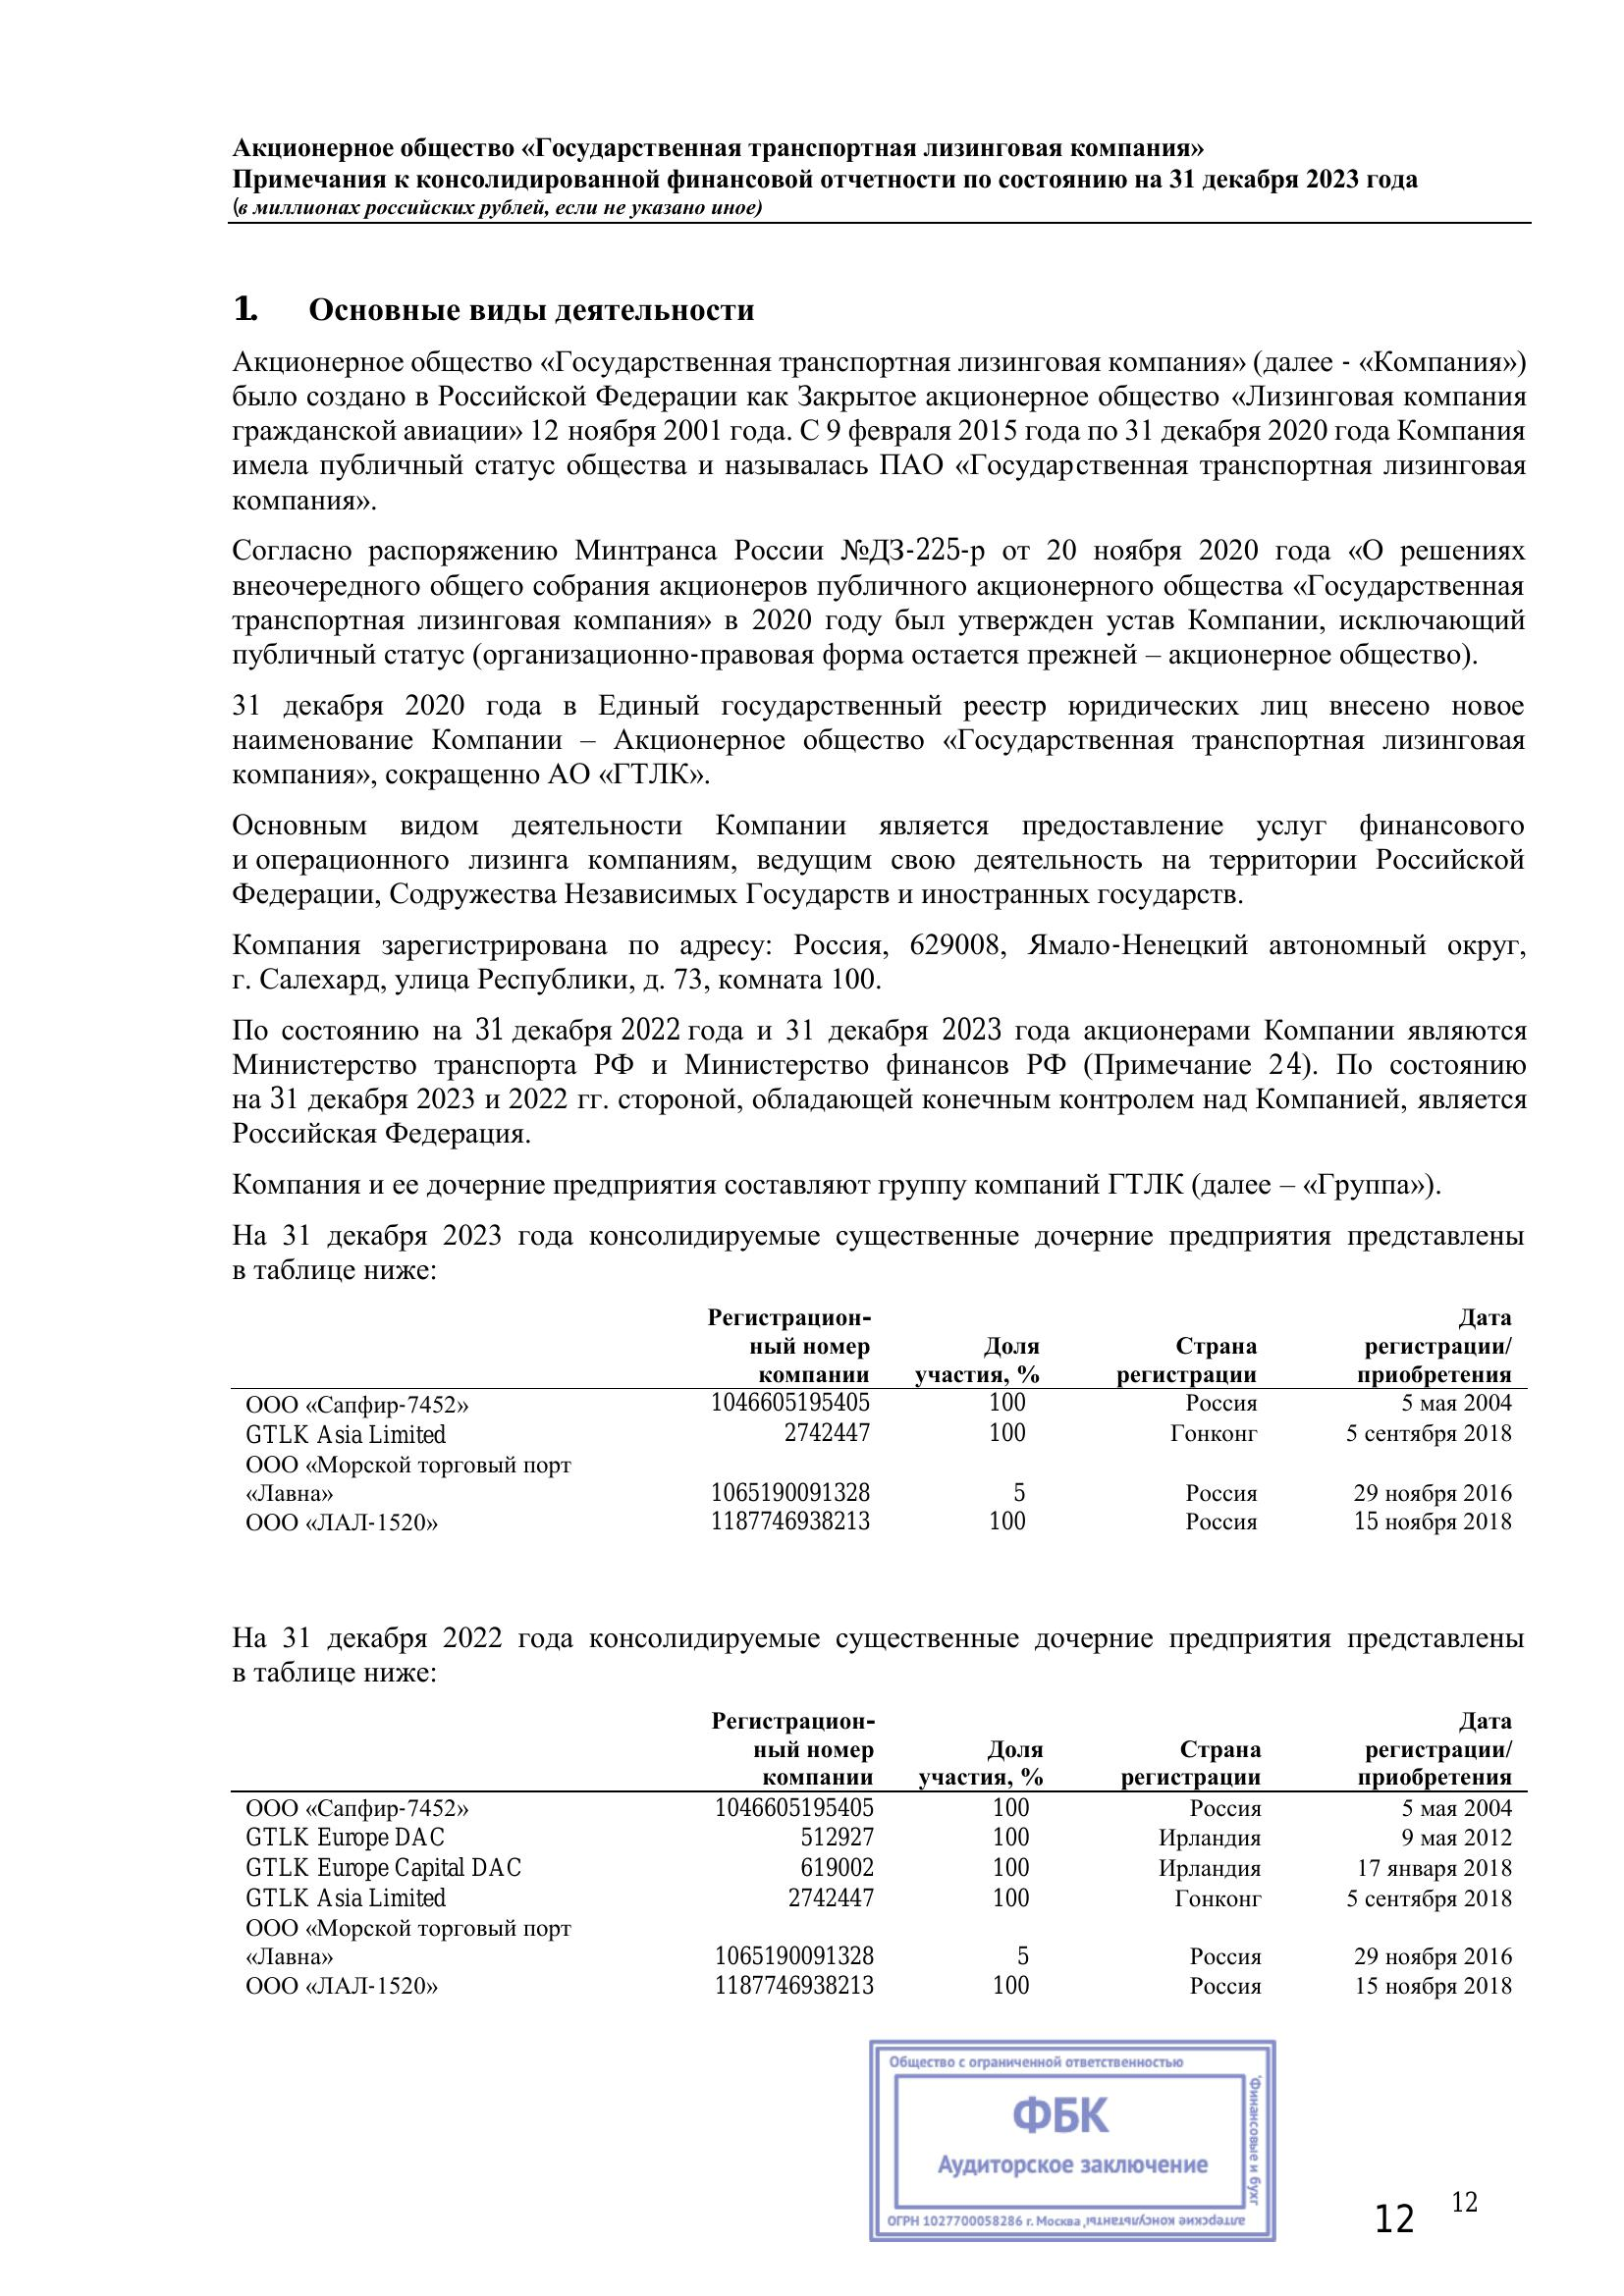 Акционерное общество «Государственная транспортная лизинговая компания»
Примечания к консолидированной финансовой отчетности по состоянию на 31 декабря 2023 года
(в миллионах российских рублей, если не указано иное)
1. Основные виды деятельности
Акционерное общество «Государственная транспортная лизинговая компания» (далее - «Компания»)
было создано в Российской Федерации как Закрытое акционерное общество «Лизинговая компания
гражданской авиации» 12 ноября 2001 года. С 9 февраля 2015 года по 31 декабря 2020 года Компания
имела публичный статус общества и называлась ПАО «Государственная транспортная лизинговая
компания».
Согласно распоряжению Минтранса России №ДЗ-225-р от 20 ноября 2020 года «О решениях
внеочередного общего собрания акционеров публичного акционерного общества «Государственная
транспортная лизинговая компания» в 2020 году был утвержден устав Компании, исключающий
публичный статус (организационно-правовая форма остается прежней – акционерное общество).
31 декабря 2020 года в Единый государственный реестр юридических лиц внесено новое
наименование Компании – Акционерное общество «Государственная транспортная лизинговая
компания», сокращенно АО «ГТЛК».
Основным видом деятельности Компании является предоставление услуг финансового
и операционного лизинга компаниям, ведущим свою деятельность на территории Российской
Федерации, Содружества Независимых Государств и иностранных государств.
Компания зарегистрирована по адресу: Россия, 629008, Ямало-Ненецкий автономный округ,
г. Салехард, улица Республики, д. 73, комната 100.
По состоянию на 31 декабря 2022 года и 31 декабря 2023 года акционерами Компании являются
Министерство транспорта РФ и Министерство финансов РФ (Примечание 24). По состоянию
на 31 декабря 2023 и 2022 гг. стороной, обладающей конечным контролем над Компанией, является
Российская Федерация.
Компания и ее дочерние предприятия составляют группу компаний ГТЛК (далее – «Группа»).
На 31 декабря 2023 года консолидируемые существенные дочерние предприятия представлены
в таблице ниже:
Регистрацион- Дата
ный номер Доля Страна регистрации/
компании участия, % регистрации приобретения
ООО «Сапфир-7452» 1046605195405 100 Россия 5 мая 2004
GTLK Asia Limited 2742447 100 Гонконг 5 сентября 2018
ООО «Морской торговый порт
«Лавна» 1065190091328 5 Россия 29 ноября 2016
ООО «ЛАЛ-1520» 1187746938213 100 Россия 15 ноября 2018
На 31 декабря 2022 года консолидируемые существенные дочерние предприятия представлены
в таблице ниже:
Регистрацион- Дата
ный номер Доля Страна регистрации/
компании участия, % регистрации приобретения
ООО «Сапфир-7452» 1046605195405 100 Россия 5 мая 2004
GTLK Europe DAC 512927 100 Ирландия 9 мая 2012
GTLK Europe Capital DAC 619002 100 Ирландия 17 января 2018
GTLK Asia Limited 2742447 100 Гонконг 5 сентября 2018
ООО «Морской торговый порт
«Лавна» 1065190091328 5 Россия 29 ноября 2016
ООО «ЛАЛ-1520» 1187746938213 100 Россия 15 ноября 2018
Общество с ограниченной ответственностью
"Финансовые и бухг
алтерские консультанты"
ФБК
Аудиторское заключение
ОГРН 1027700058286 г. Москва
12
12